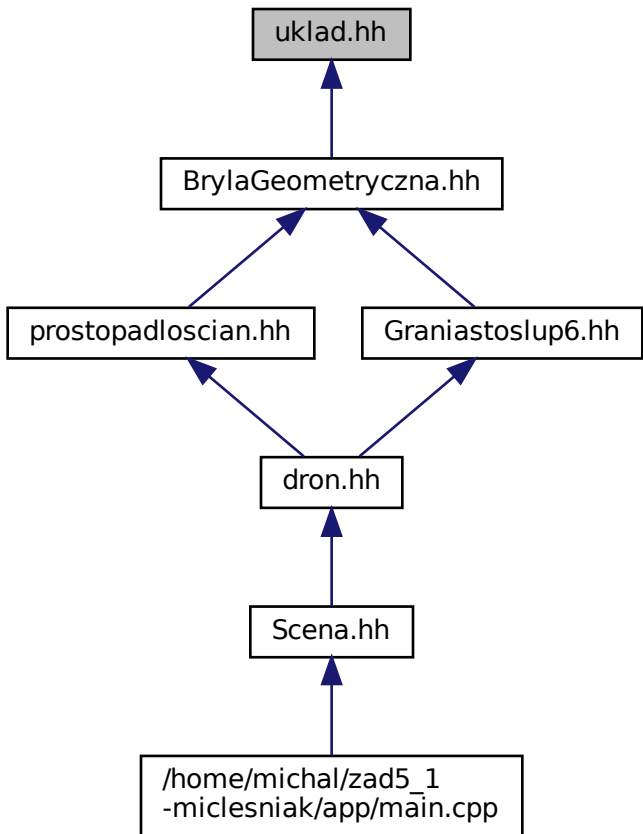 uklad.hh
BrylaGeometryczna.hh
prostopadloscian.hh
Graniastoslup6.hh
dron.hh
Scena.hh
/home/michal/zad5_1
-miclesniak/app/main.cpp